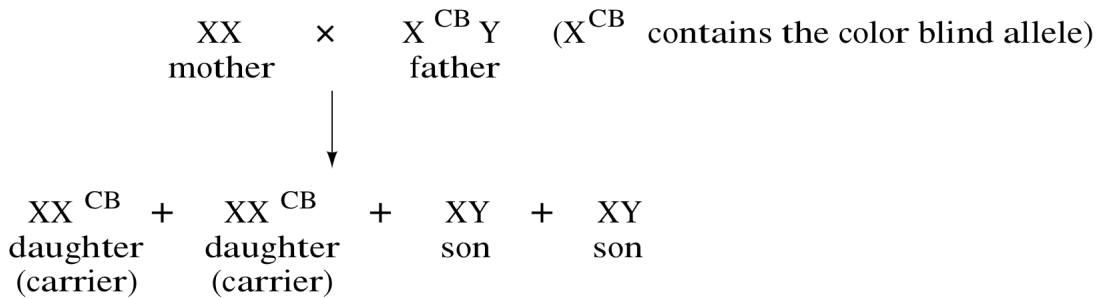 XX × X^CB Y (X^CB contains the color blind allele)
mother father
XX^CB + XX^CB + XY + XY
daughter daughter son son
(carrier) (carrier)